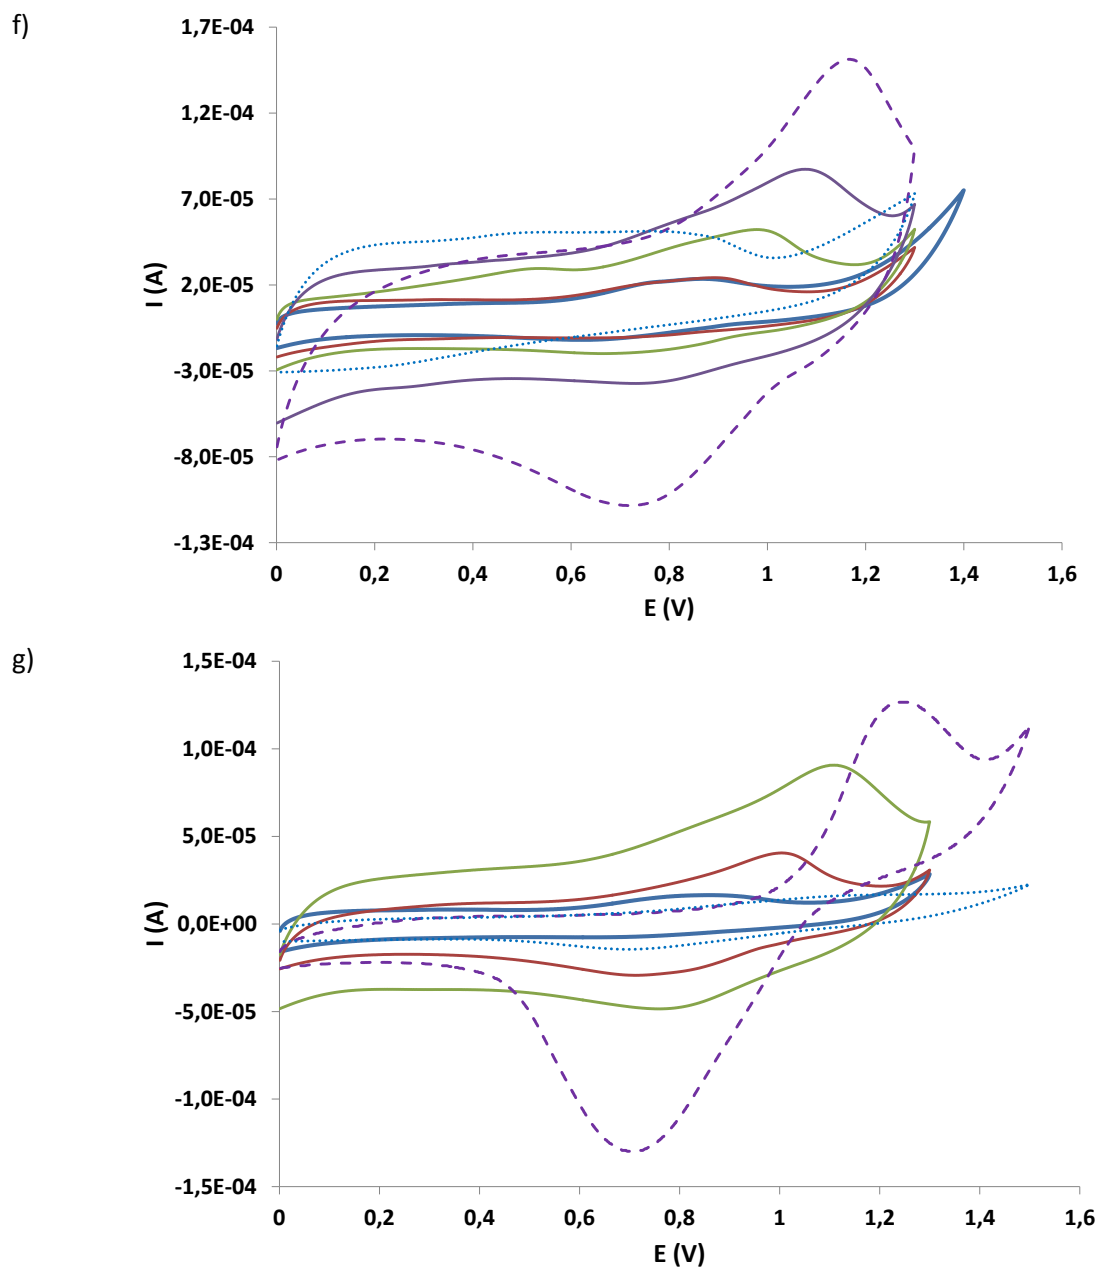 f)
1,7E-04
1,2E-04
7,0E-05
2,0E-05
-3,0E-05
-8,0E-05
-1,3E-04
I (A)
0 0,2 0,4 0,6 0,8 1 1,2 1,4 1,6
E (V)
g)
1,5E-04
1,0E-04
5,0E-05
0,0E+00
-5,0E-05
-1,0E-04
-1,5E-04
I (A)
0 0,2 0,4 0,6 0,8 1 1,2 1,4 1,6
E (V)